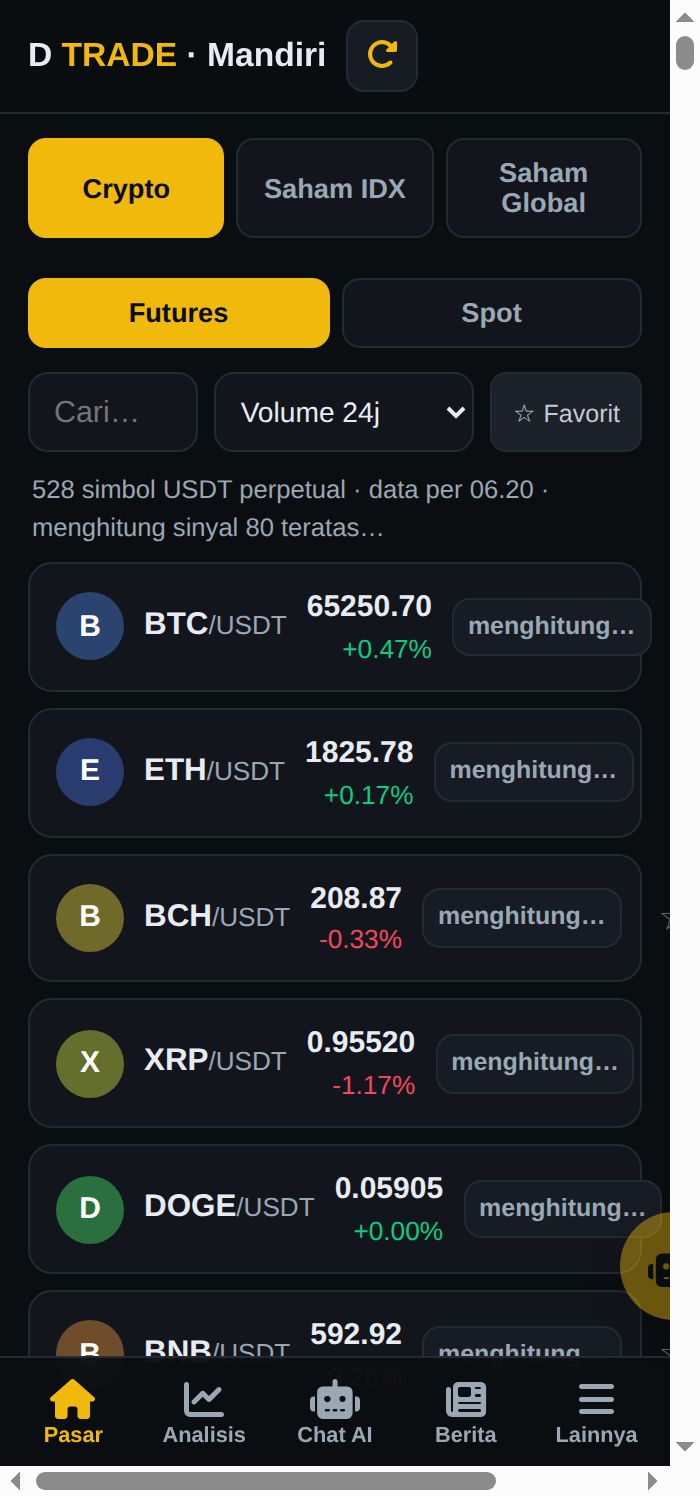 D TRADE · Mandiri
Crypto
Saham IDX
Saham
Global
Futures
Spot
Cari…
Volume 24j
☆ Favorit
528 simbol USDT perpetual · data per 06.20 ·
menghitung sinyal 80 teratas…
B
BTC/USDT
65250.70
+0.47%
menghitung…
E
ETH/USDT
1825.78
+0.17%
menghitung…
B
BCH/USDT
208.87
-0.33%
menghitung…
X
XRP/USDT
0.95520
-1.17%
menghitung…
D
DOGE/USDT
0.05905
+0.00%
menghitung…
B
BNB/USDT
592.92
-0.26%
menghitung…
Pasar
Analisis
Chat AI
Berita
Lainnya